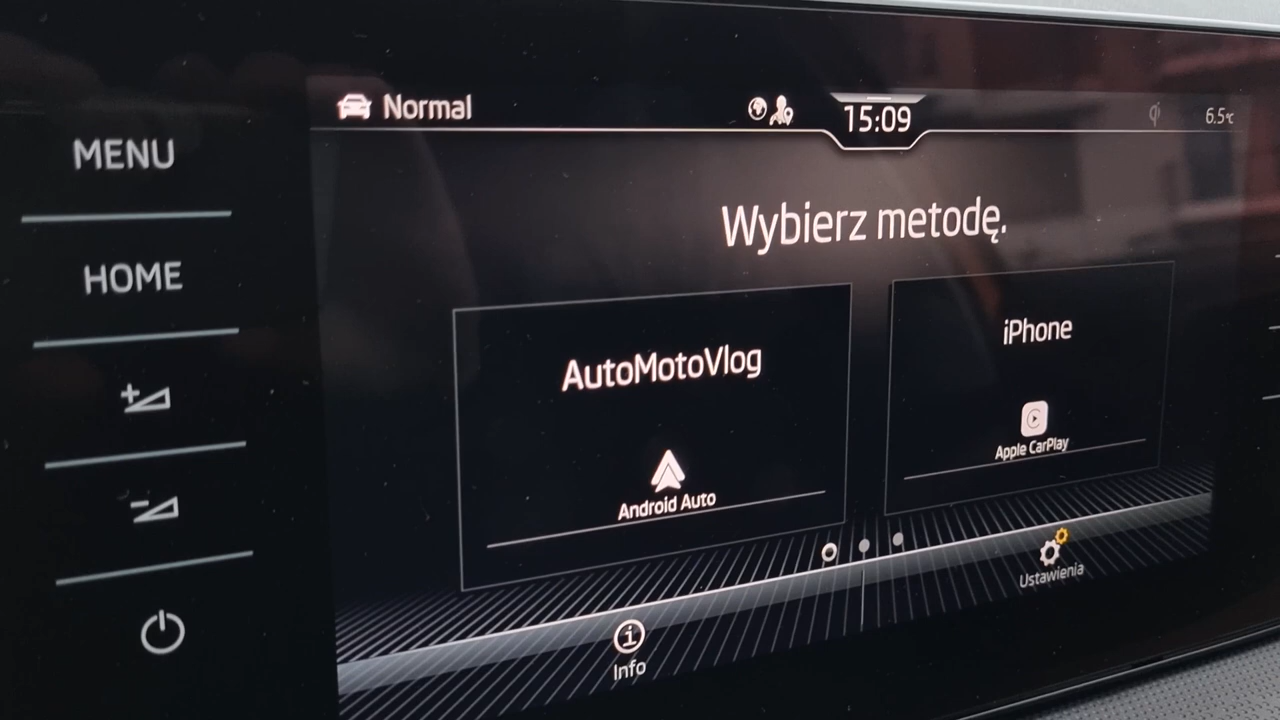 Normal
15:09
6.5°C
MENU
HOME
Wybierz metodę.
AutoMotoVlog
Android Auto
iPhone
Apple CarPlay
Info
Ustawienia